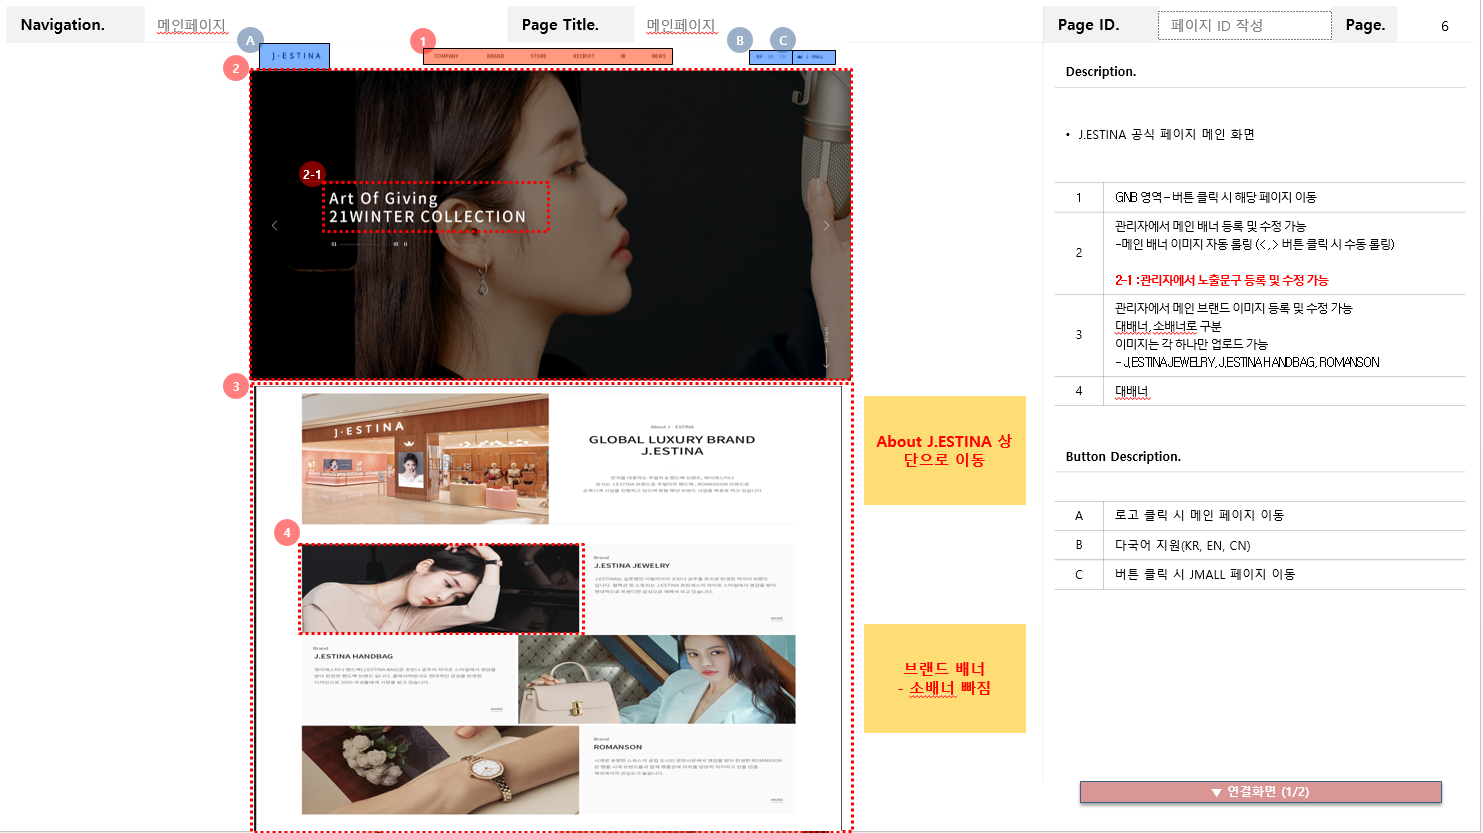 Navigation.
메인페이지
Page Title.
메인페이지
Page ID.
페이지 ID 작성
Page.
6
A
1
B
C
J·ESTINA
COMPANY
BRAND
STORE
RECRUIT
IR
NEWS
KR EN CN
J-MALL
2
2-1
Art Of Giving
21WINTER COLLECTION
01
03
Scroll
3
J·ESTINA
About J · ESTINA
GLOBAL LUXURY BRAND
J.ESTINA
4
Brand
J.ESTINA JEWELRY
MORE
Brand
J.ESTINA HANDBAG
MORE
Brand
ROMANSON
MORE
About J.ESTINA 상
단으로 이동
브랜드 배너
- 소배너 빠짐
Description.
• J.ESTINA 공식 페이지 메인 화면
1
GNB 영역 – 버튼 클릭 시 해당 페이지 이동
2
관리자에서 메인 배너 등록 및 수정 가능
-메인 배너 이미지 자동 롤링 (< , > 버튼 클릭 시 수동 롤링)
2-1 : 관리자에서 노출문구 등록 및 수정 가능
3
관리자에서 메인 브랜드 이미지 등록 및 수정 가능
대배너, 소배너로 구분
이미지는 각 하나만 업로드 가능
- J.ESTINA JEWELRY, J.ESTINA HANDBAG, ROMANSON
4
대배너
Button Description.
A
로고 클릭 시 메인 페이지 이동
B
다국어 지원(KR, EN, CN)
C
버튼 클릭 시 JMALL 페이지 이동
▼ 연결화면 (1/2)